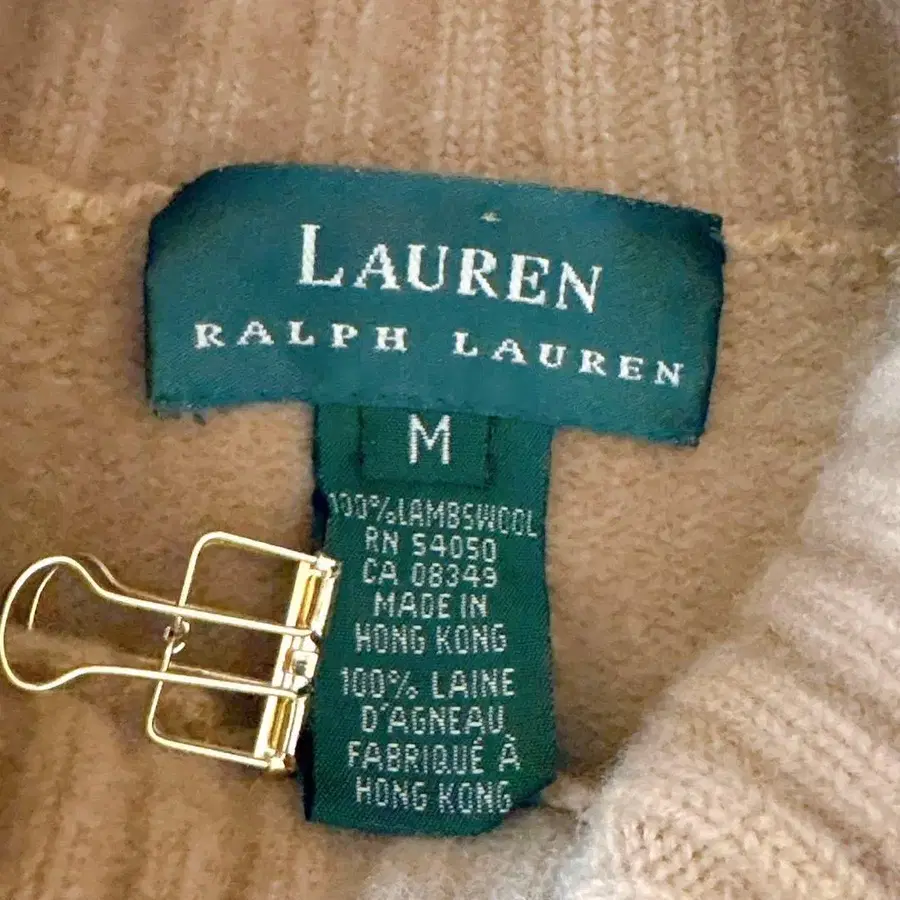 LAUREN
RALPH LAUREN
M
100%LAMBSWOOL
RN 54050
CA 08349
MADE IN
HONG KONG
100% LAINE
D'AGNEAU
FABRIQUÉ À
HONG KONG